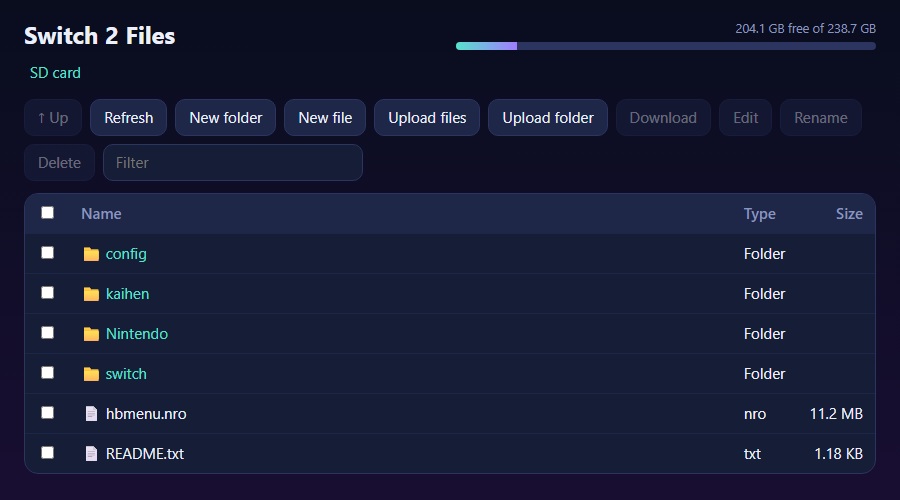 Switch 2 Files
204.1 GB free of 238.7 GB
SD card
↑ Up Refresh New folder New file Upload files Upload folder Download Edit Rename
Delete Filter
Name Type Size
config Folder
kaihen Folder
Nintendo Folder
switch Folder
hbmenu.nro nro 11.2 MB
README.txt txt 1.18 KB